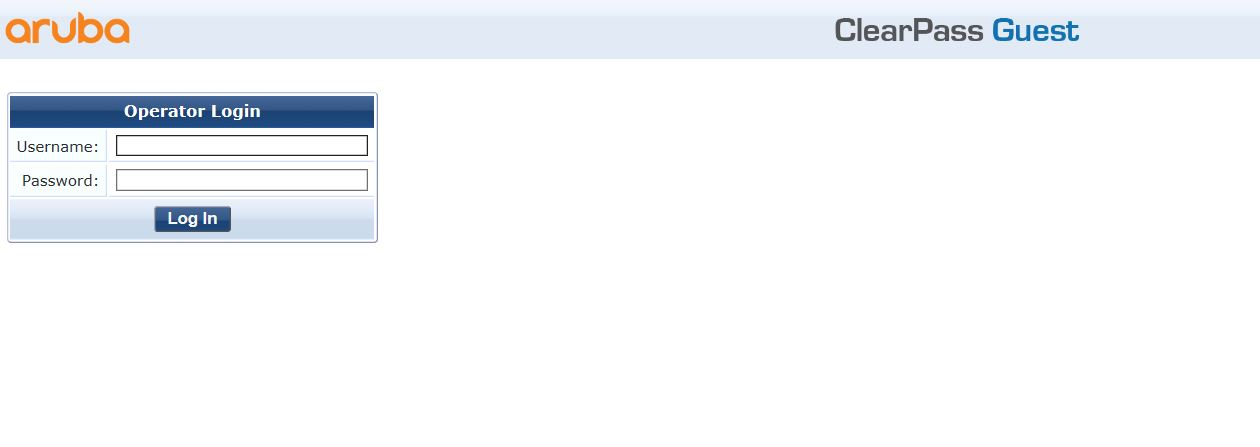 aruba
ClearPass Guest
Operator Login
Username:
Password:
Log In